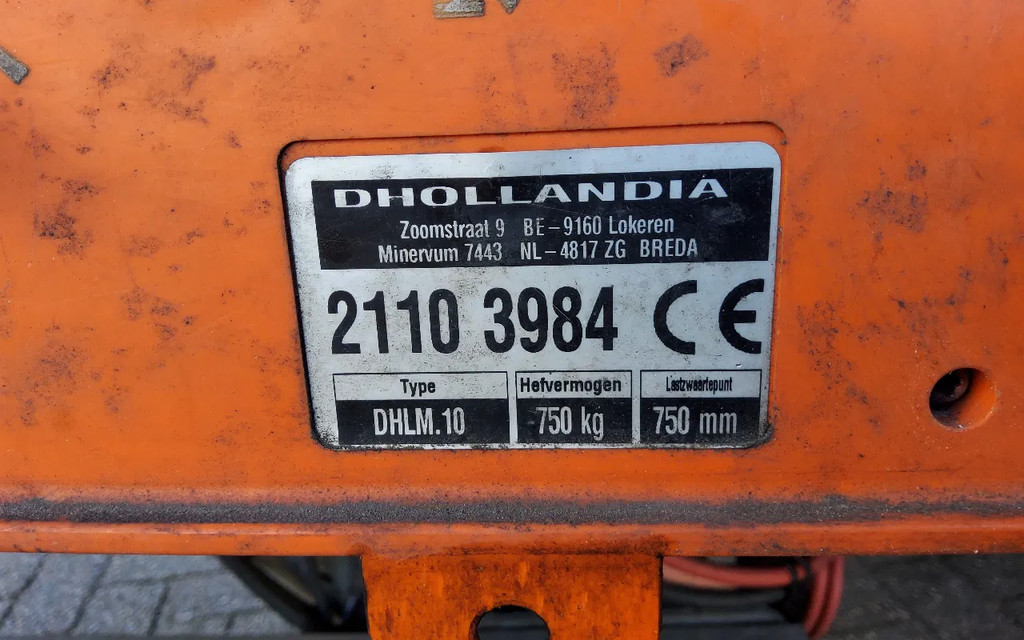 DHOLLANDIA
Zoomstraat 9 BE-9160 Lokeren
Minervum 7443 NL-4817 ZG BREDA
2110 3984 CE
Type Hefvermogen Lastzwaartepunt
DHLM.10 750 kg 750 mm